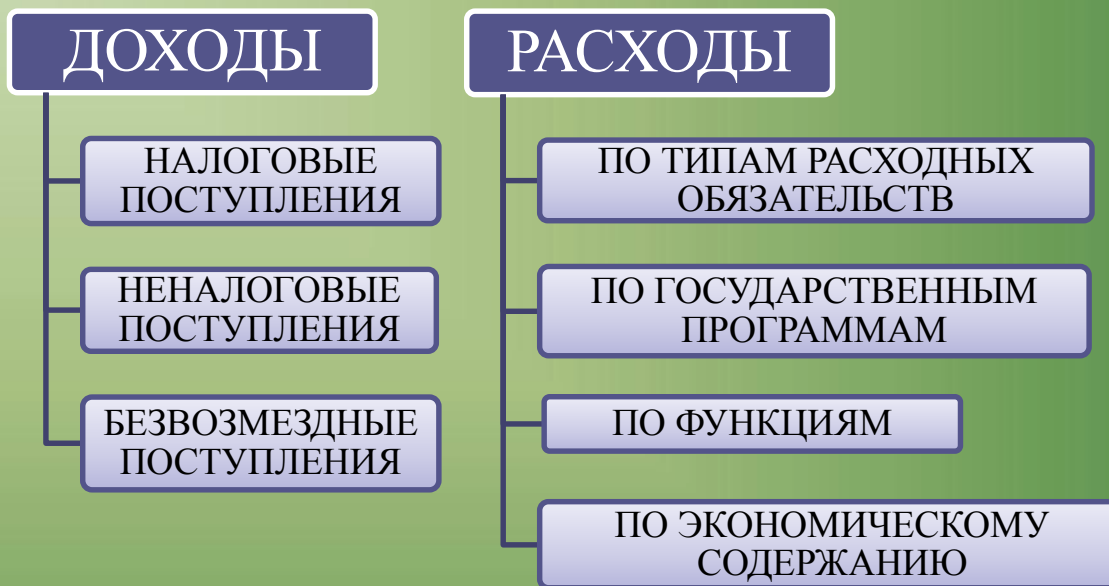 ДОХОДЫ
НАЛОГОВЫЕ
ПОСТУПЛЕНИЯ
НЕНАЛОГОВЫЕ
ПОСТУПЛЕНИЯ
БЕЗВОЗМЕЗДНЫЕ
ПОСТУПЛЕНИЯ
РАСХОДЫ
ПО ТИПАМ РАСХОДНЫХ
ОБЯЗАТЕЛЬСТВ
ПО ГОСУДАРСТВЕННЫМ
ПРОГРАММАМ
ПО ФУНКЦИЯМ
ПО ЭКОНОМИЧЕСКОМУ
СОДЕРЖАНИЮ